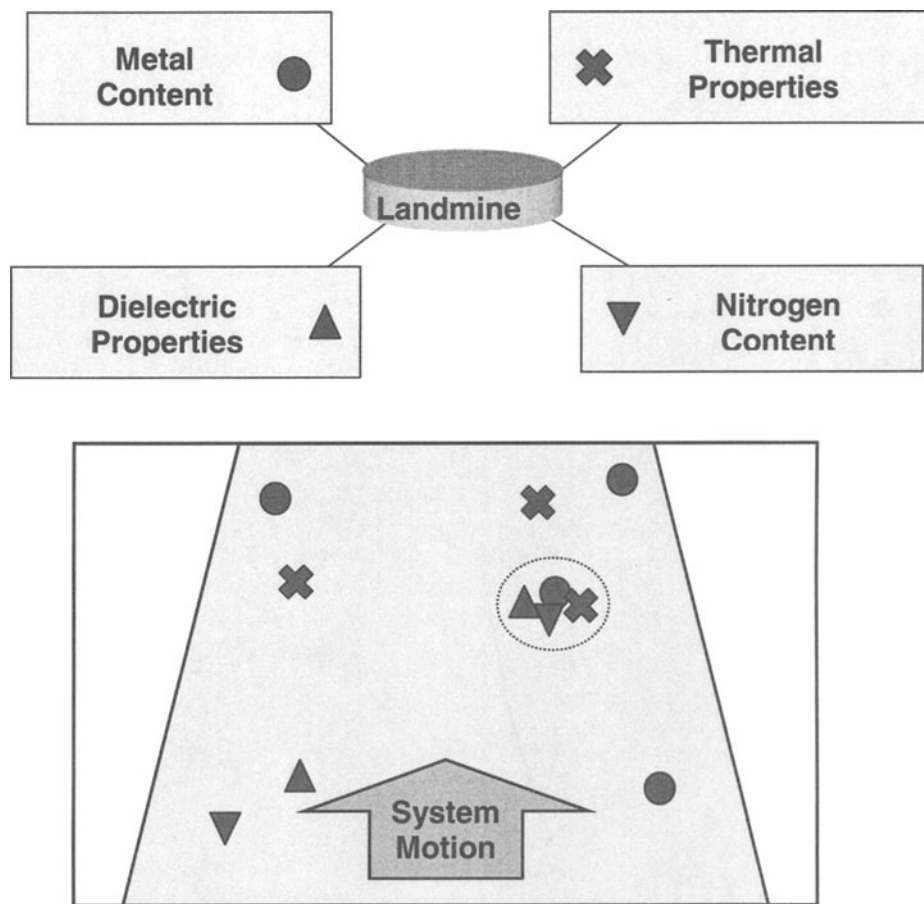 Metal
Content
Thermal
Properties
Landmine
Dielectric
Properties
Nitrogen
Content
System
Motion